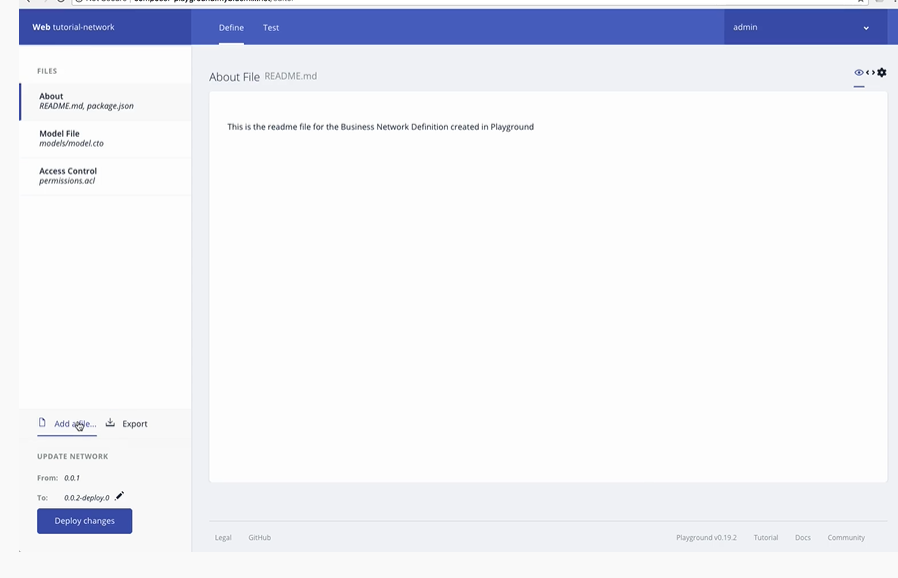 Web tutorial-network
Define
Test
admin
FILES
About
README.md, package.json
Model File
models/model.cto
Access Control
permissions.acl
About File README.md
This is the readme file for the Business Network Definition created in Playground
Add a file...
Export
UPDATE NETWORK
From: 0.0.1
To: 0.0.2-deploy.0
Deploy changes
Legal
GitHub
Playground v0.19.2
Tutorial
Docs
Community